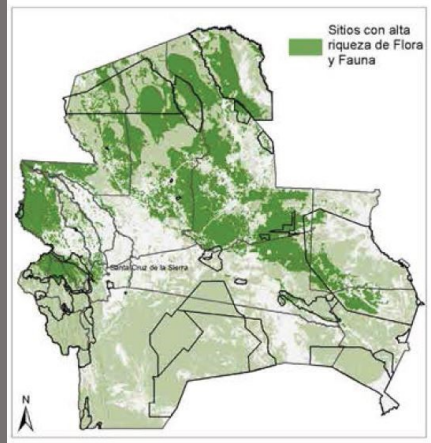 Sitios con alta
riqueza de Flora
y Fauna
Santa Cruz de la Sierra
N